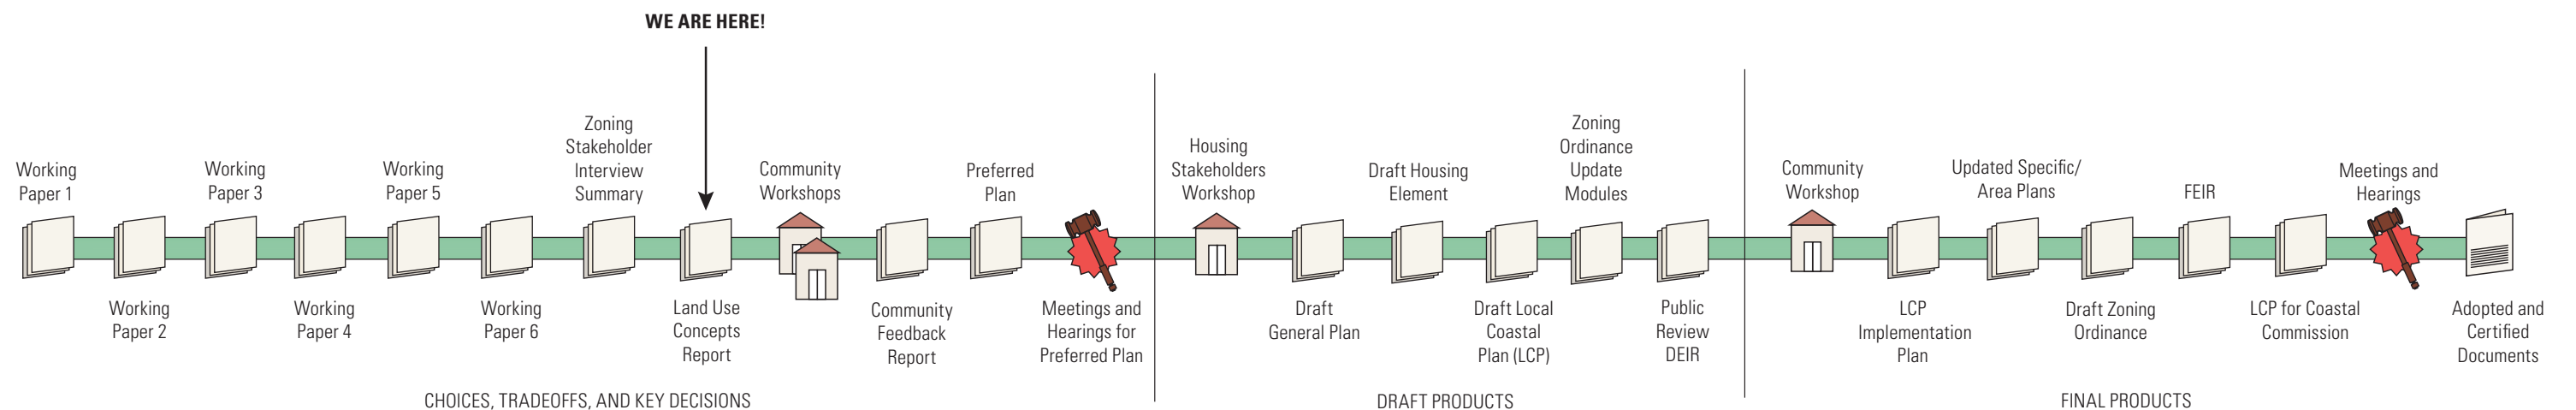 WE ARE HERE!
Working
Paper 1
Working
Paper 2
Working
Paper 3
Working
Paper 4
Working
Paper 5
Working
Paper 6
Zoning
Stakeholder
Interview
Summary
Land Use
Concepts
Report
Community
Workshops
Community
Feedback
Report
Preferred
Plan
Meetings and
Hearings for
Preferred Plan
CHOICES, TRADEOFFS, AND KEY DECISIONS
Housing
Stakeholders
Workshop
Draft
General Plan
Draft Housing
Element
Draft Local
Coastal
Plan (LCP)
Zoning
Ordinance
Update
Modules
Public
Review
DEIR
DRAFT PRODUCTS
Community
Workshop
LCP
Implementation
Plan
Updated Specific/
Area Plans
Draft Zoning
Ordinance
FEIR
LCP for Coastal
Commission
Meetings and
Hearings
Adopted and
Certified
Documents
FINAL PRODUCTS